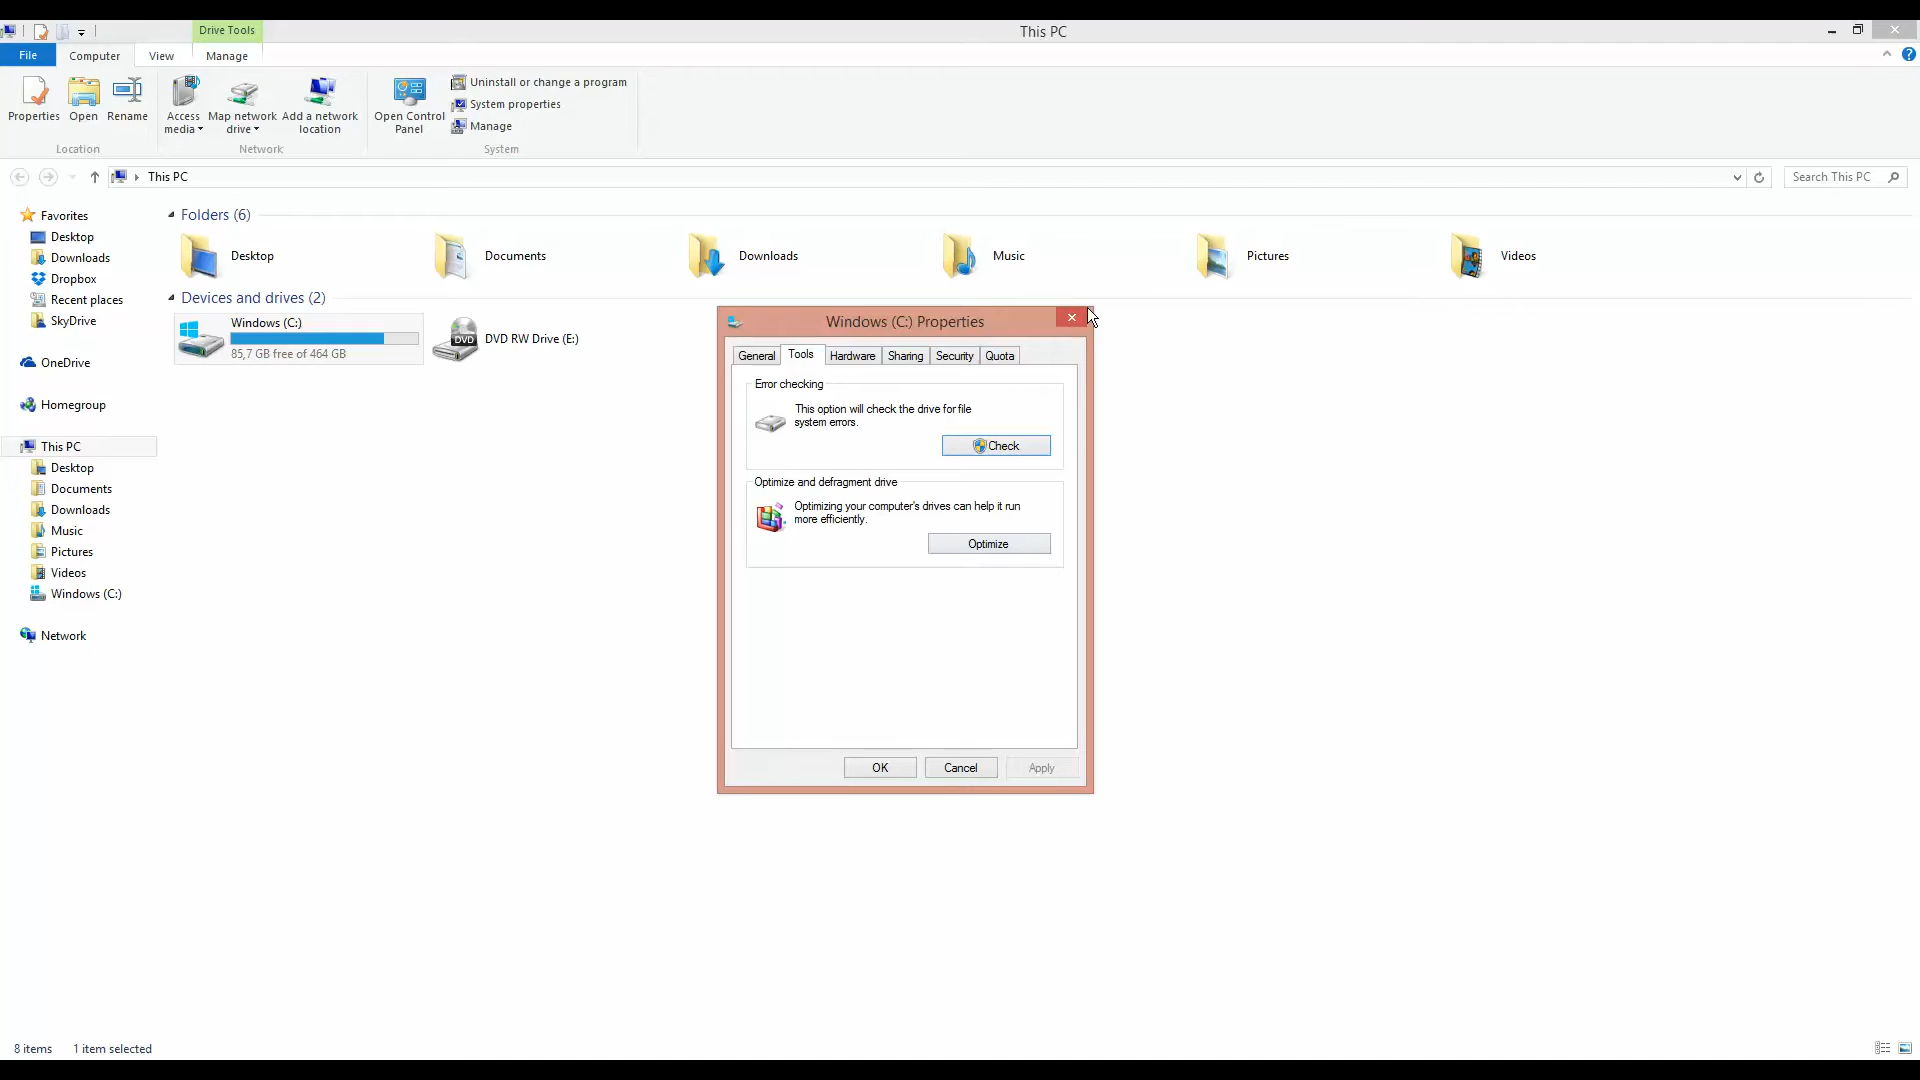 Drive Tools
This PC
File
Computer
View
Manage
Properties
Open
Rename
Access
media
Map network
drive
Add a network
location
Open Control
Panel
Uninstall or change a program
System properties
Manage
Location
Network
System
This PC
Search This PC
Favorites
Desktop
Downloads
Dropbox
Recent places
SkyDrive
OneDrive
Homegroup
This PC
Desktop
Documents
Downloads
Music
Pictures
Videos
Windows (C:)
Network
Folders (6)
Desktop
Documents
Downloads
Music
Pictures
Videos
Devices and drives (2)
Windows (C:)
85,7 GB free of 464 GB
DVD
DVD RW Drive (E:)
Windows (C:) Properties
General
Tools
Hardware
Sharing
Security
Quota
Error checking
This option will check the drive for file
system errors.
Check
Optimize and defragment drive
Optimizing your computer's drives can help it run
more efficiently.
Optimize
OK
Cancel
Apply
8 items
1 item selected